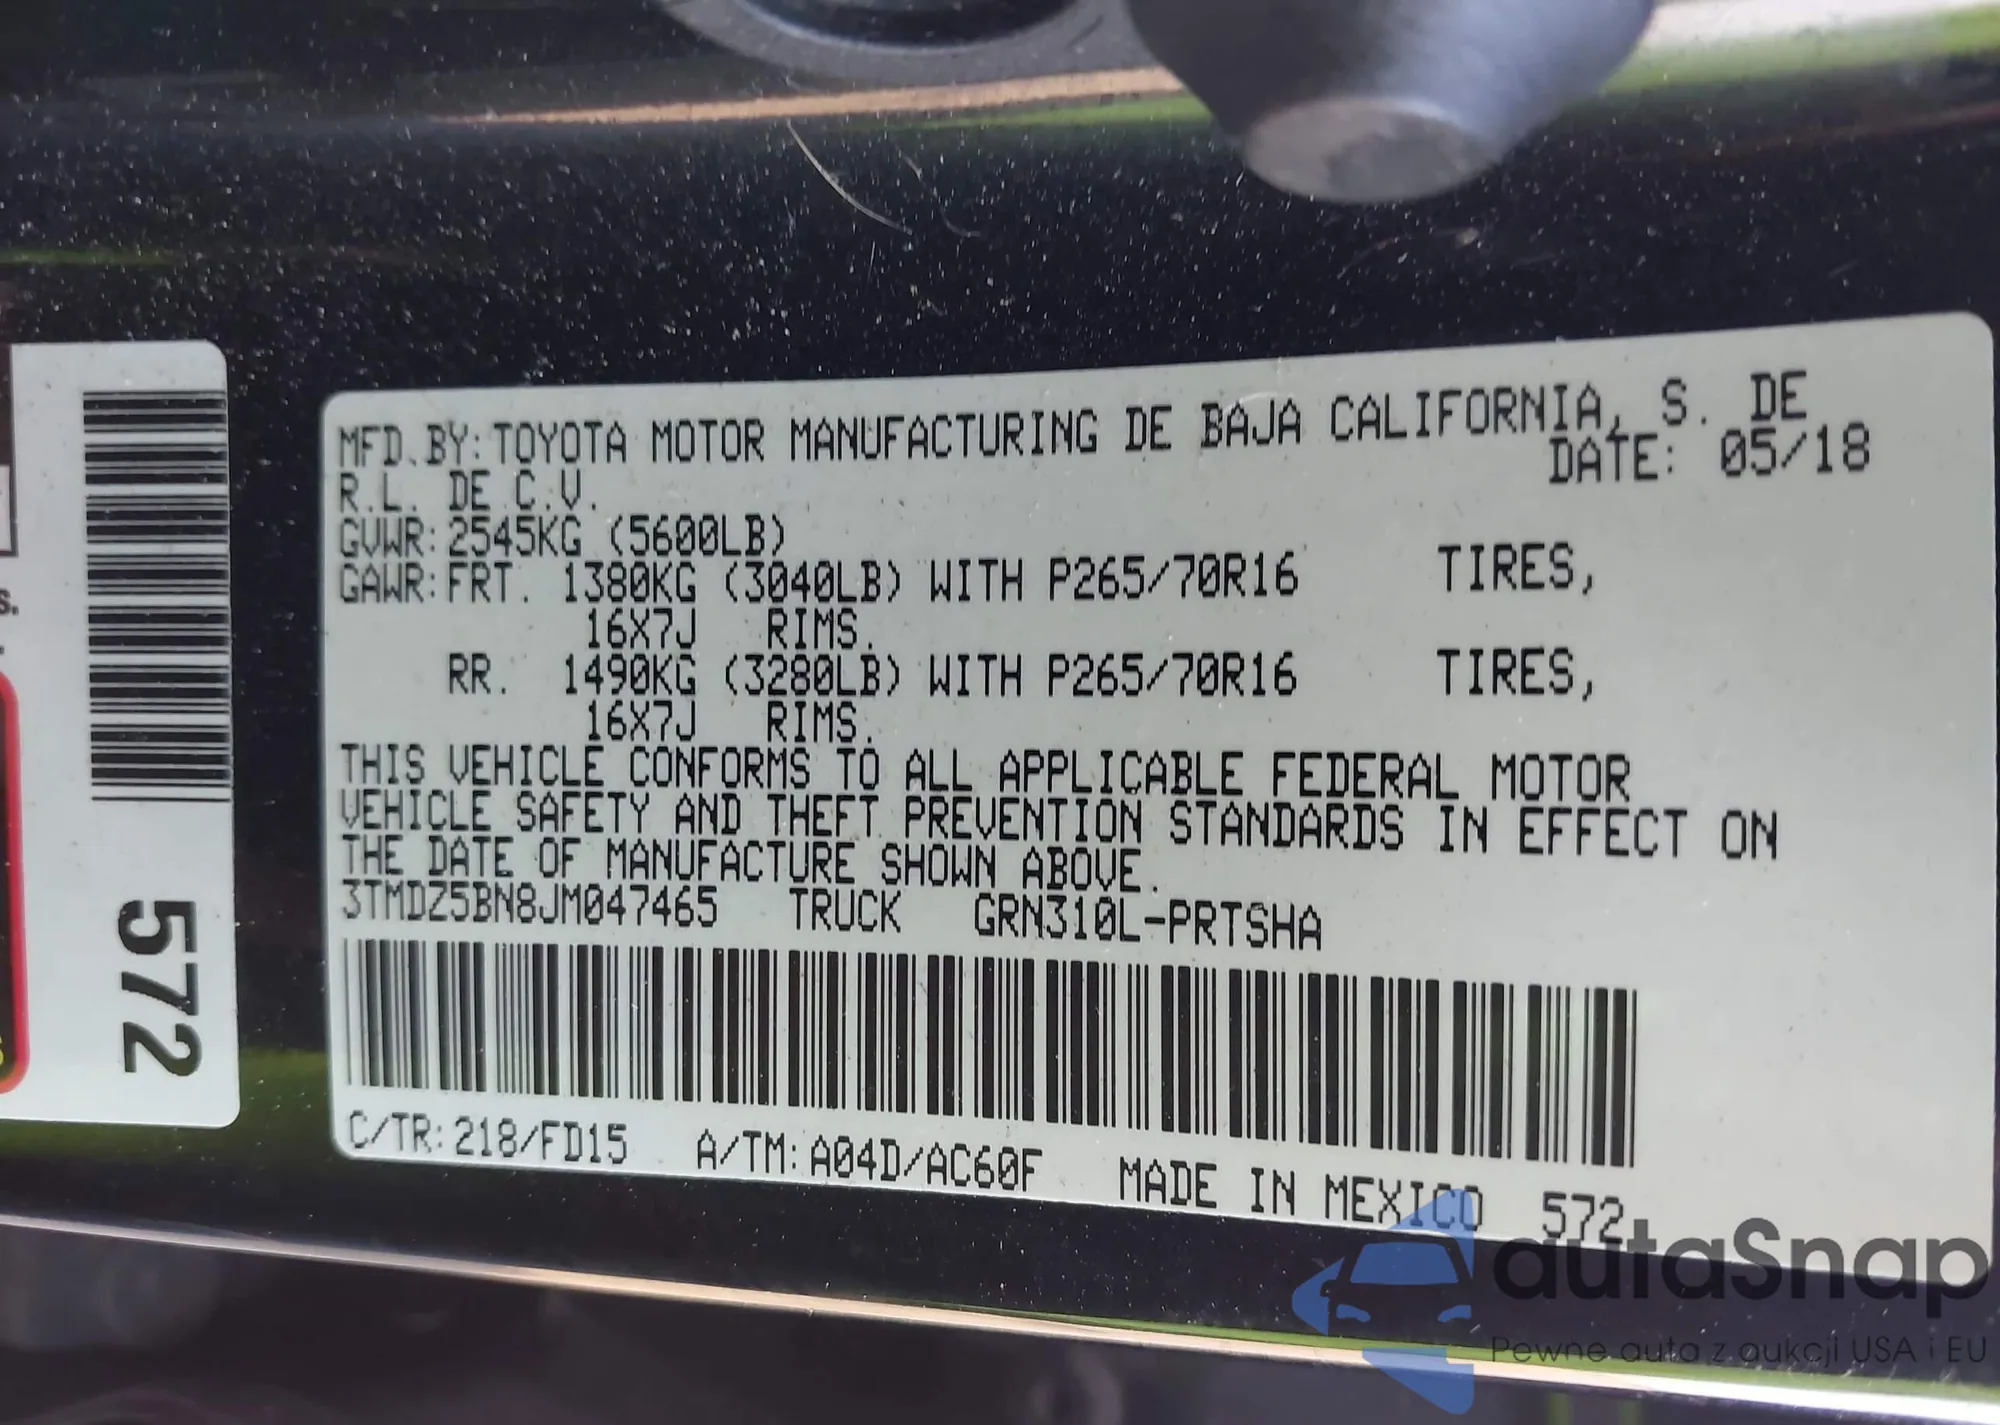 MFD.BY:TOYOTA MOTOR MANUFACTURING DE BAJA CALIFORNIA, S. DE
R.L. DE C.V. DATE: 05/18
GVWR:2545KG (5600LB)
GAWR:FRT. 1380KG (3040LB) WITH P265/70R16 TIRES,
16X7J RIMS.
RR. 1490KG (3280LB) WITH P265/70R16 TIRES,
16X7J RIMS.
THIS VEHICLE CONFORMS TO ALL APPLICABLE FEDERAL MOTOR
VEHICLE SAFETY AND THEFT PREVENTION STANDARDS IN EFFECT ON
THE DATE OF MANUFACTURE SHOWN ABOVE.
3TMDZ5BN8JM047465 TRUCK GRN310L-PRTSHA
C/TR:218/FD15 A/TM:A04D/AC60F MADE IN MEXICO 572
572
autaSnap
Pewne auta z aukcji USA i EU